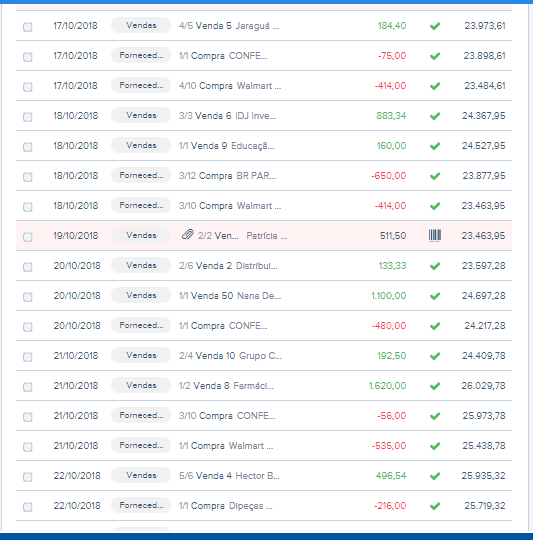 17/10/2018 Vendas 4/5 Venda 5 Jaraguá ... 184,40 23.973,61
17/10/2018 Forneced... 1/1 Compra CONFE... -75,00 23.898,61
17/10/2018 Forneced... 4/10 Compra Walmart ... -414,00 23.484,61
18/10/2018 Vendas 3/3 Venda 6 IDJ Inve... 883,34 24.367,95
18/10/2018 Vendas 1/1 Venda 9 Educaçã... 160,00 24.527,95
18/10/2018 Forneced... 3/12 Compra BR PAR... -650,00 23.877,95
18/10/2018 Forneced... 3/10 Compra Walmart ... -414,00 23.463,95
19/10/2018 Vendas 2/2 Ven... Patrícia ... 511,50 23.463,95
20/10/2018 Vendas 2/6 Venda 2 Distribui... 133,33 23.597,28
20/10/2018 Vendas 1/1 Venda 50 Nana De... 1.100,00 24.697,28
20/10/2018 Forneced... 1/1 Compra CONFE... -480,00 24.217,28
21/10/2018 Vendas 2/4 Venda 10 Grupo C... 192,50 24.409,78
21/10/2018 Vendas 1/2 Venda 8 Farmáci... 1.620,00 26.029,78
21/10/2018 Forneced... 3/10 Compra CONFE... -56,00 25.973,78
21/10/2018 Forneced... 1/1 Compra Walmart ... -535,00 25.438,78
22/10/2018 Vendas 5/6 Venda 4 Hector B... 496,54 25.935,32
22/10/2018 Forneced... 1/1 Compra Dipeças ... -216,00 25.719,32